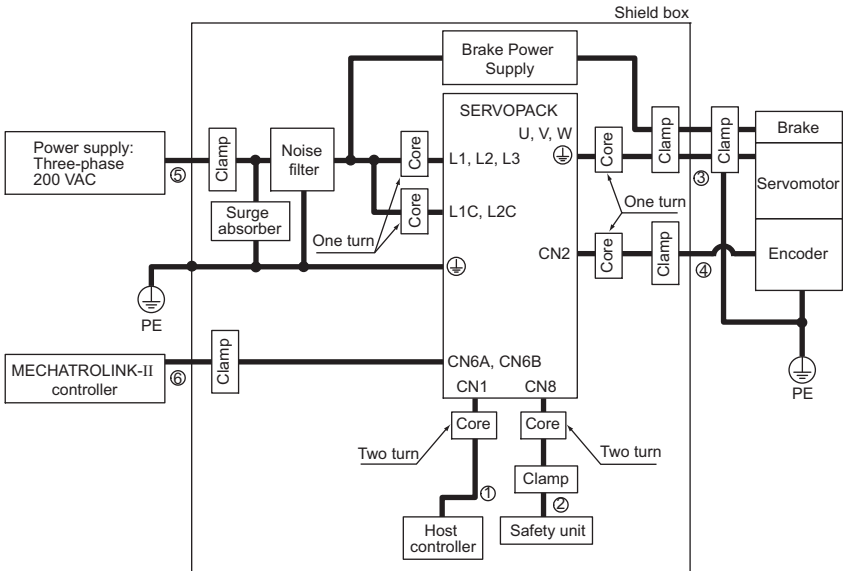 Shield box
Brake Power
Supply
SERVOPACK
U, V, W
Power supply:
Three-phase
200 VAC
⑤
Clamp
Noise
filter
Core
L1, L2, L3
Core
Clamp
Clamp
③
Brake
Servomotor
Surge
absorber
One turn
Core
L1C, L2C
One turn
CN2
Core
Clamp
④
Encoder
PE
PE
MECHATROLINK-II
controller
⑥
Clamp
CN6A, CN6B
CN1
CN8
Core
Core
Two turn
Two turn
Clamp
①
②
Host
controller
Safety unit